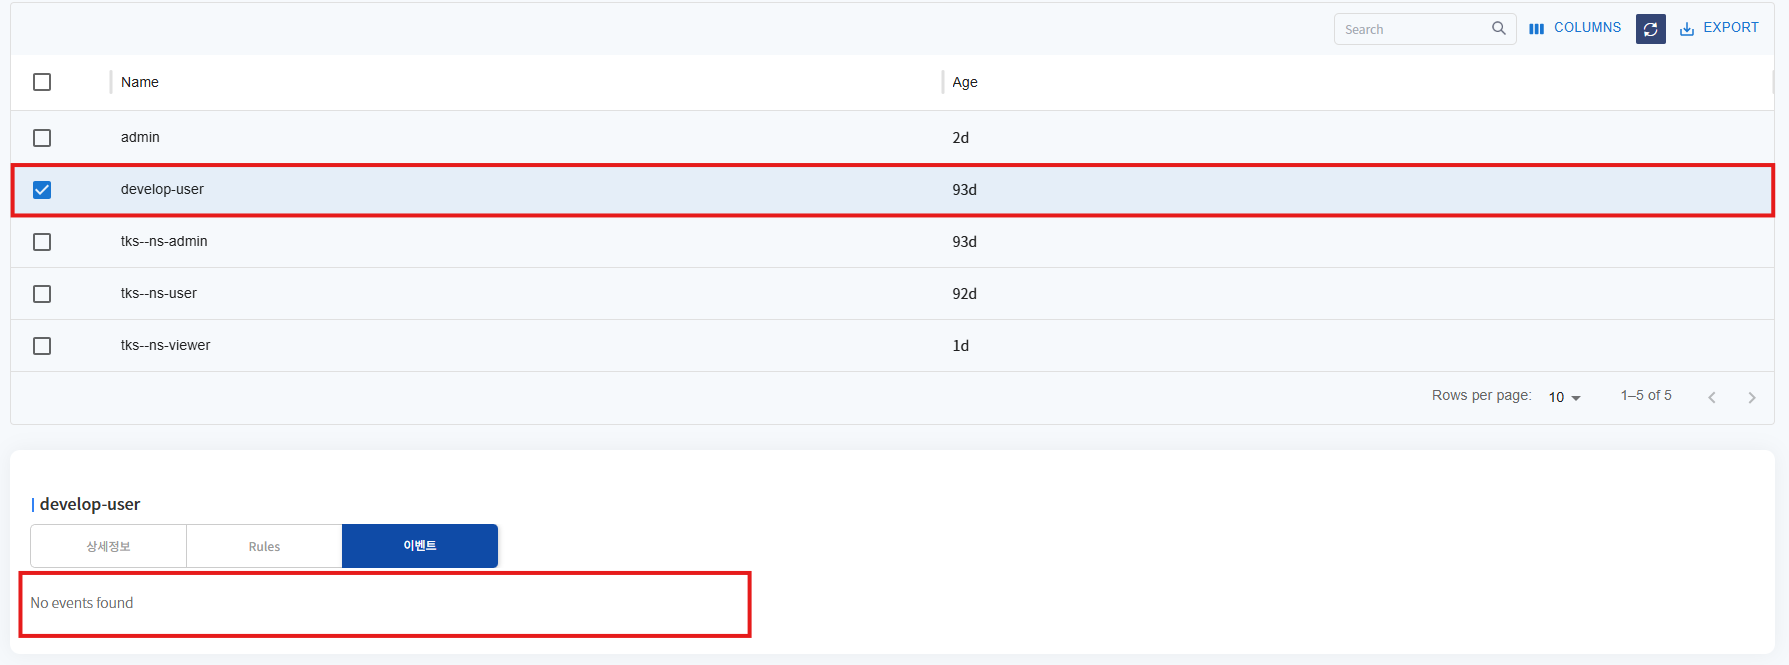 Search COLUMNS EXPORT
Name Age
admin 2d
develop-user 93d
tks--ns-admin 93d
tks--ns-user 92d
tks--ns-viewer 1d
Rows per page: 10 1–5 of 5
develop-user
상세정보 Rules 이벤트
No events found